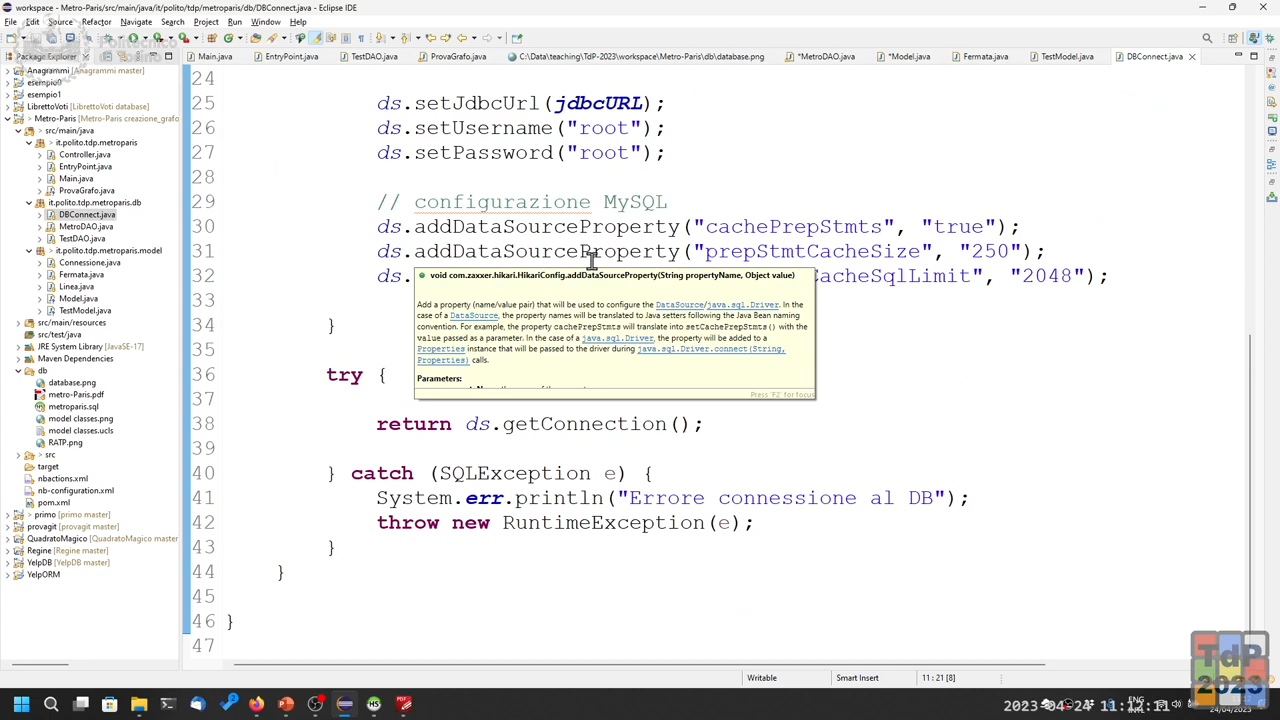 workspace - Metro-Paris/src/main/java/it/polito/tdp/metroparis/db/DBConnect.java - Eclipse IDE
File Edit Source Refactor Navigate Search Project Run Window Help
Politecnico
Package Explorer
Main.java EntryPoint.java TestDAO.java ProvaGrafo.java C:\Data\teaching\TdP-2023\workspace\Metro-Paris\db\database.png *MetroDAO.java *Model.java Fermata.java TestModel.java DBConnect.java
Anagrammi [Anagrammi master]
esempio0
esempio1
LibrettoVoti [LibrettoVoti database]
Metro-Paris [Metro-Paris creazione_grafo
src/main/java
it.polito.tdp.metroparis
Controller.java
EntryPoint.java
Main.java
ProvaGrafo.java
it.polito.tdp.metroparis.db
DBConnect.java
MetroDAO.java
TestDAO.java
it.polito.tdp.metroparis.model
Connessione.java
Fermata.java
Linea.java
Model.java
TestModel.java
src/main/resources
src/test/java
JRE System Library [JavaSE-17]
Maven Dependencies
db
database.png
metro-Paris.pdf
metroparis.sql
model classes.png
model classes.ucls
RATP.png
src
target
nbactions.xml
nb-configuration.xml
pom.xml
primo [primo master]
provagit [provagit master]
QuadratoMagico [QuadratoMagico master]
Regine [Regine master]
YelpDB [YelpDB master]
YelpORM
24
25 ds.setJdbcUrl(jdbcURL);
26 ds.setUsername("root");
27 ds.setPassword("root");
28
29 // configurazione MySQL
30 ds.addDataSourceProperty("cachePrepStmts", "true");
31 ds.addDataSourceProperty("prepStmtCacheSize", "250");
32 ds. CacheSqlLimit", "2048");
void com.zaxxer.hikari.HikariConfig.addDataSourceProperty(String propertyName, Object value)
Add a property (name/value pair) that will be used to configure the DataSource/java.sql.Driver. In the
case of a DataSource, the property names will be translated to Java setters following the Java Bean naming
convention. For example, the property cachePrepStmts will translate into setCachePrepStmts() with the
value passed as a parameter. In the case of a java.sql.Driver, the property will be added to a
Properties instance that will be passed to the driver during java.sql.Driver.connect(String,
Properties) calls.
Parameters:
Press 'F2' for focus
33
34 }
35
36 try {
37
38 return ds.getConnection();
39
40 } catch (SQLException e) {
41 System.err.println("Errore connessione al DB");
42 throw new RuntimeException(e);
43 }
44 }
45
46 }
47
Writable Smart Insert 11 : 21 [8]
TdP
2023
ENG
24/04/2023